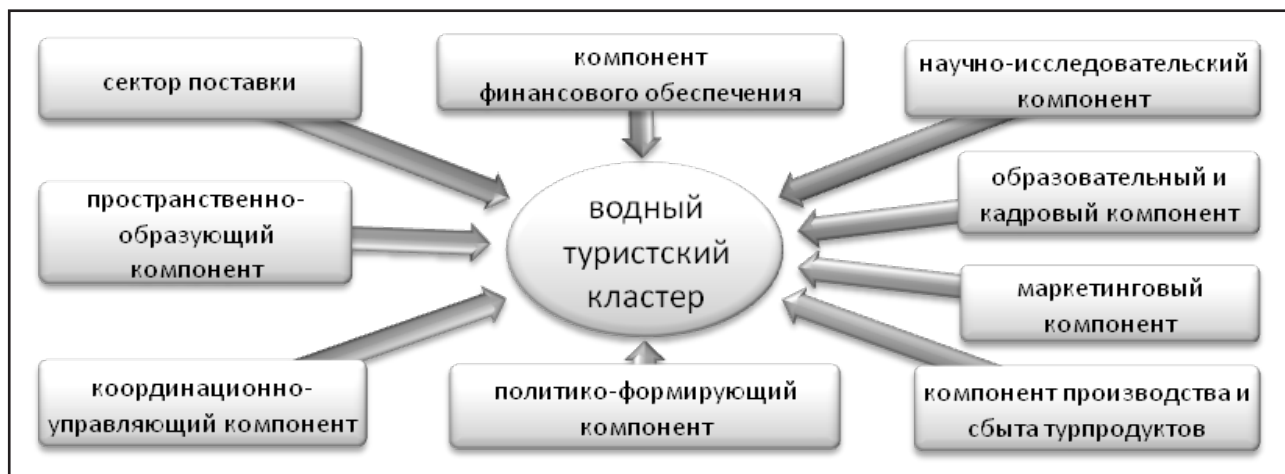 сектор поставки
компонент
финансового обеспечения
научно-исследовательский
компонент
пространственно-
образующий
компонент
водный
туристский
кластер
образовательный и
кадровый компонент
маркетинговый
компонент
координационно-
управляющий компонент
политико-формирующий
компонент
компонент производства и
сбыта турпродуктов